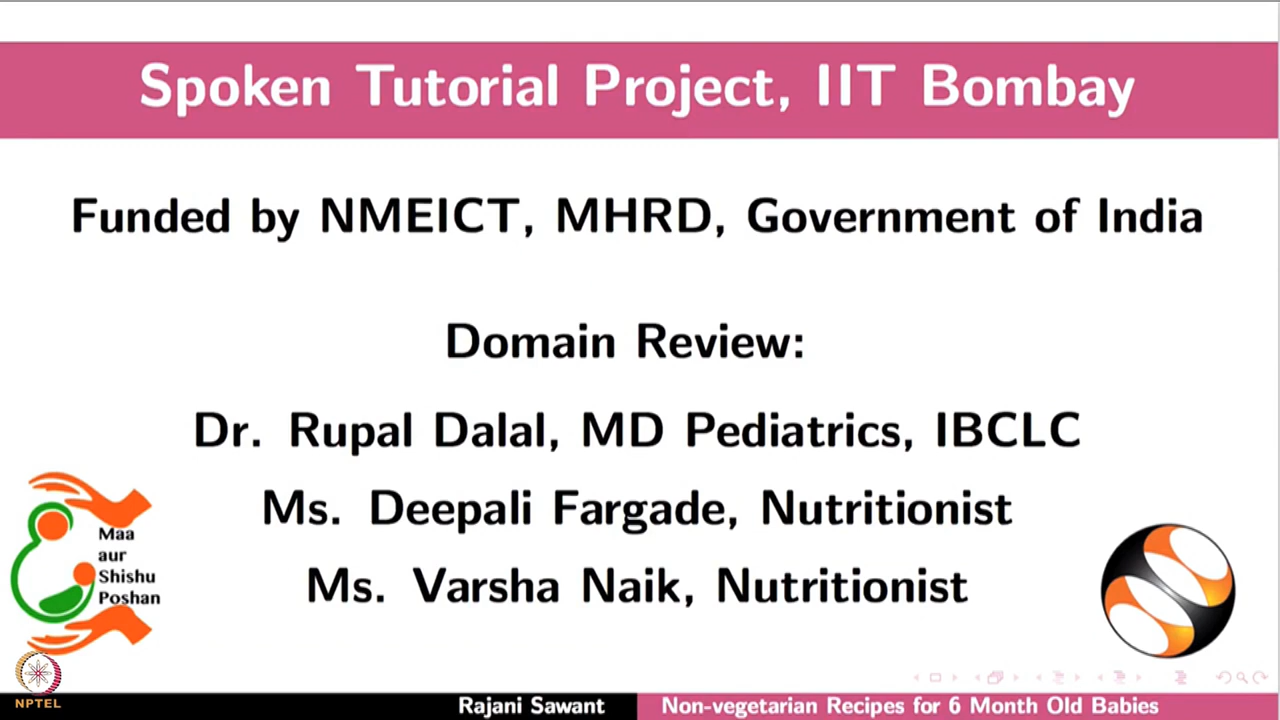 Spoken Tutorial Project, IIT Bombay
Funded by NMEICT, MHRD, Government of India
Domain Review:
Dr. Rupal Dalal, MD Pediatrics, IBCLC
Ms. Deepali Fargade, Nutritionist
Ms. Varsha Naik, Nutritionist
Maa
aur
Shishu
Poshan
NPTEL
Rajani Sawant
Non-vegetarian Recipes for 6 Month Old Babies